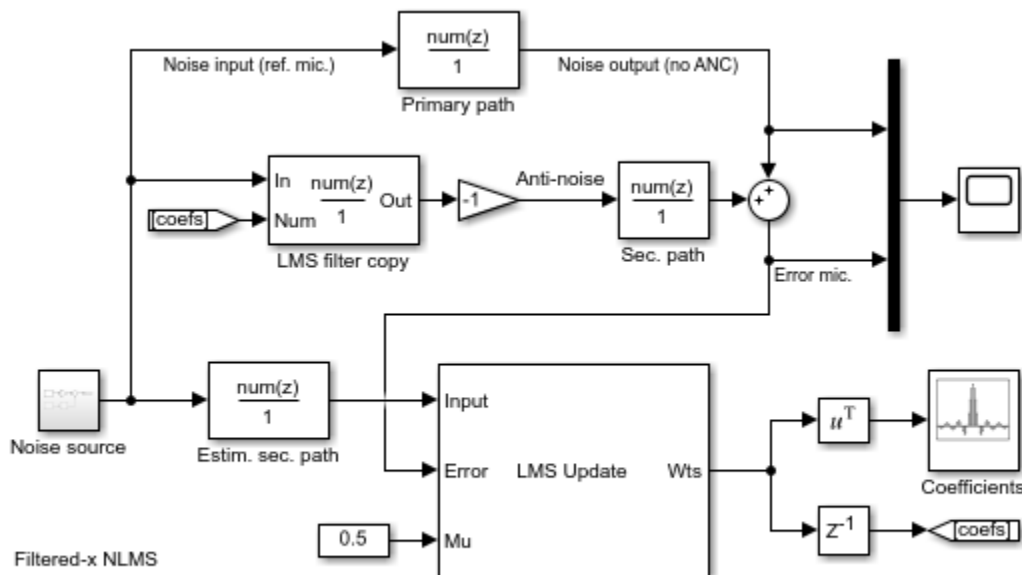 num(z)
1
Noise input (ref. mic.)
Noise output (no ANC)
Primary path
In
num(z)
1
Out
Num
[coefs]
LMS filter copy
-1
Anti-noise
num(z)
1
Sec. path
++
Error mic.
Noise source
num(z)
1
Estim. sec. path
Input
Error
LMS Update
Wts
0.5
Mu
uᵀ
Coefficients
Z⁻¹
[coefs]
Filtered-x NLMS